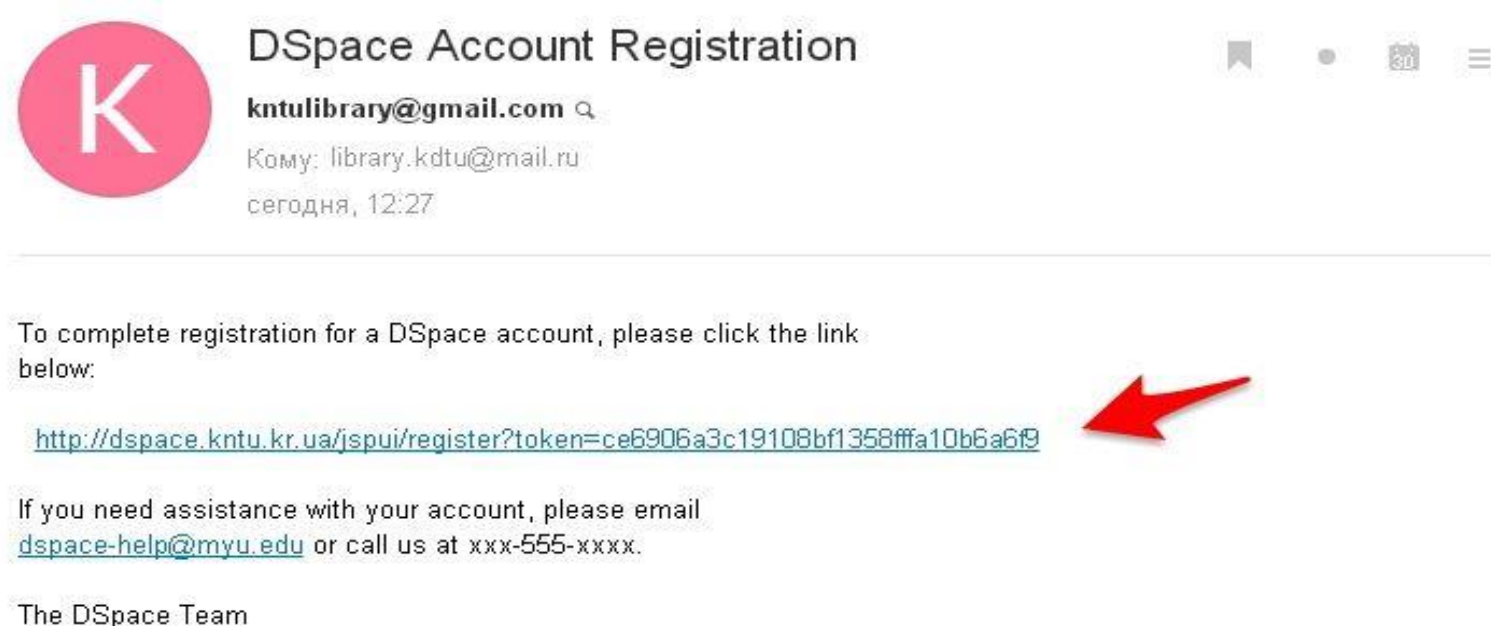 K
DSpace Account Registration
30
kntulibrary@gmail.com
Кому: library.kdtu@mail.ru
сегодня, 12:27
To complete registration for a DSpace account, please click the link
below:
http://dspace.kntu.kr.ua/jspui/register?token=ce6906a3c19108bf1358fffa10b6a6f9
If you need assistance with your account, please email
dspace-help@myu.edu or call us at xxx-555-xxxx.
The DSpace Team